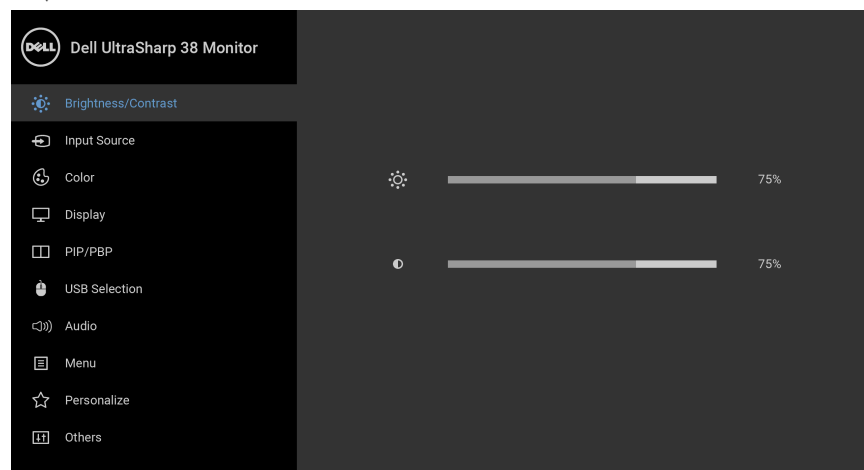 DELL Dell UltraSharp 38 Monitor
Brightness/Contrast
Input Source
Color
75%
Display
PIP/PBP
75%
USB Selection
Audio
Menu
Personalize
Others